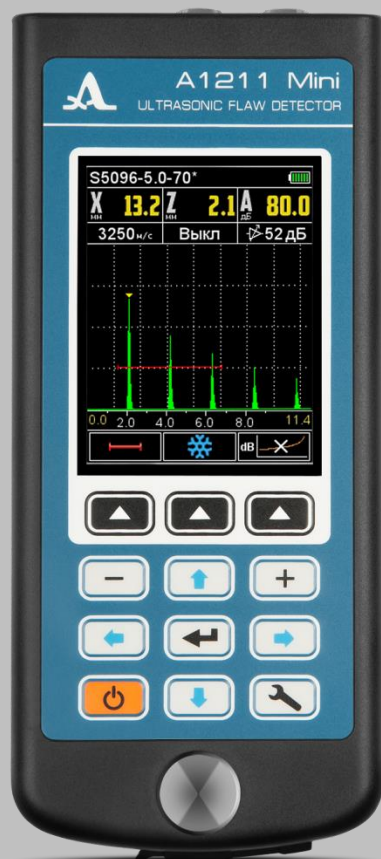 A1211 Mini
ULTRASONIC FLAW DETECTOR
S5096-5.0-70*
X мм 13.2 Z мм 2.1 A дБ 80.0
3250 м/с Выкл 52 дБ
0.0 2.0 4.0 6.0 8.0 11.4
dB